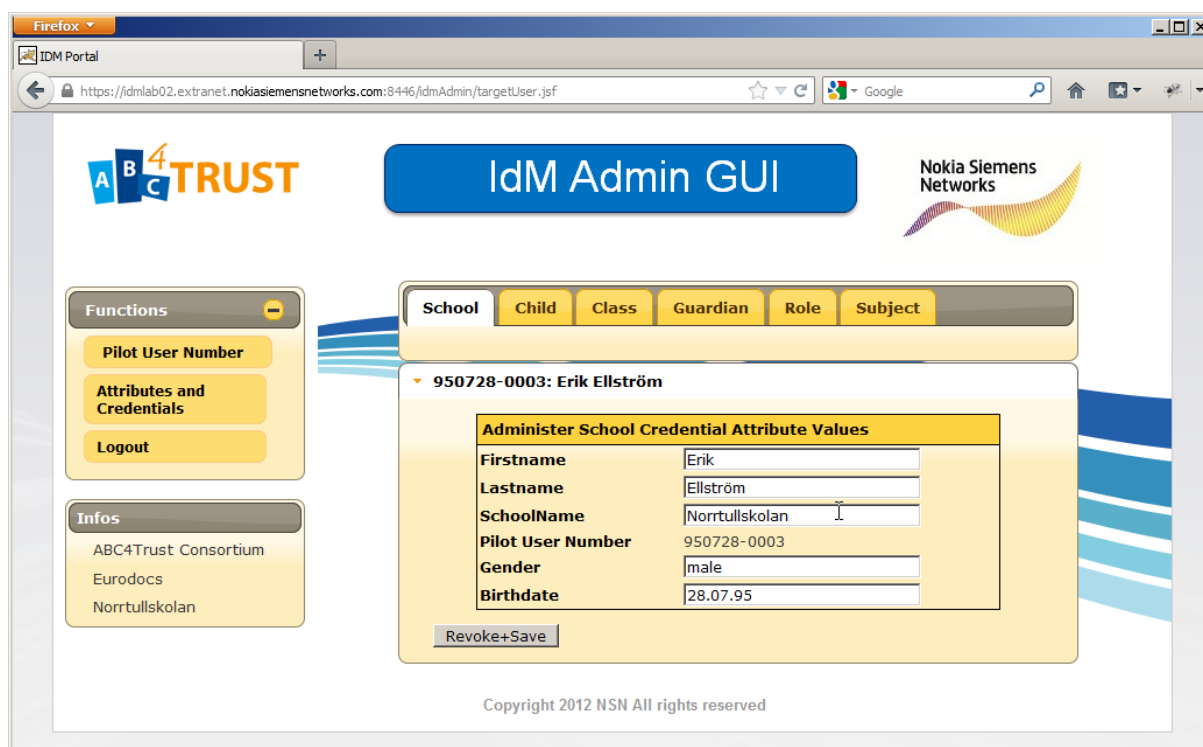 Firefox
IDM Portal
+
https://idmlab02.extranet.nokiasiemensnetworks.com:8446/idmAdmin/targetUser.jsf
Google
ABC4TRUST
IdM Admin GUI
Nokia Siemens
Networks
Functions
Pilot User Number
Attributes and
Credentials
Logout
Infos
ABC4Trust Consortium
Eurodocs
Norrtullskolan
School Child Class Guardian Role Subject
950728-0003: Erik Ellström
Administer School Credential Attribute Values
Firstname Erik
Lastname Ellström
SchoolName Norrtullskolan
Pilot User Number 950728-0003
Gender male
Birthdate 28.07.95
Revoke+Save
Copyright 2012 NSN All rights reserved